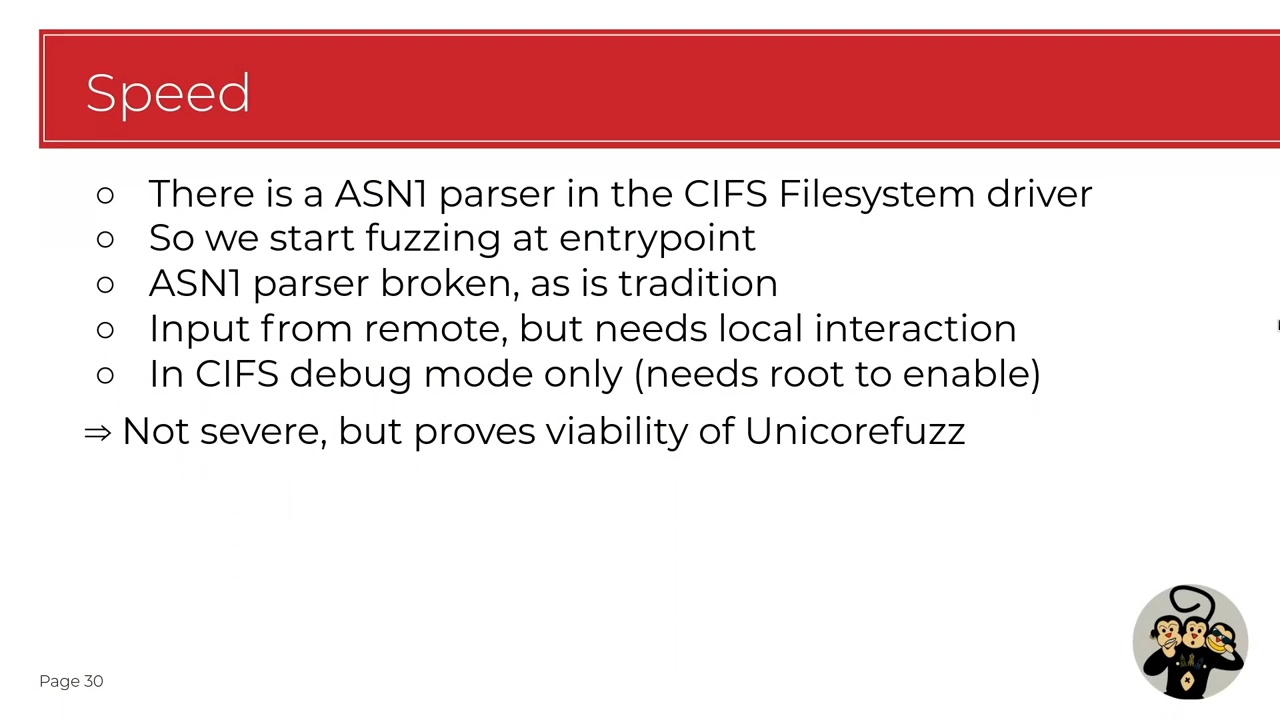 Speed
○ There is a ASN1 parser in the CIFS Filesystem driver
○ So we start fuzzing at entrypoint
○ ASN1 parser broken, as is tradition
○ Input from remote, but needs local interaction
○ In CIFS debug mode only (needs root to enable)
⇒ Not severe, but proves viability of Unicorefuzz
Page 30